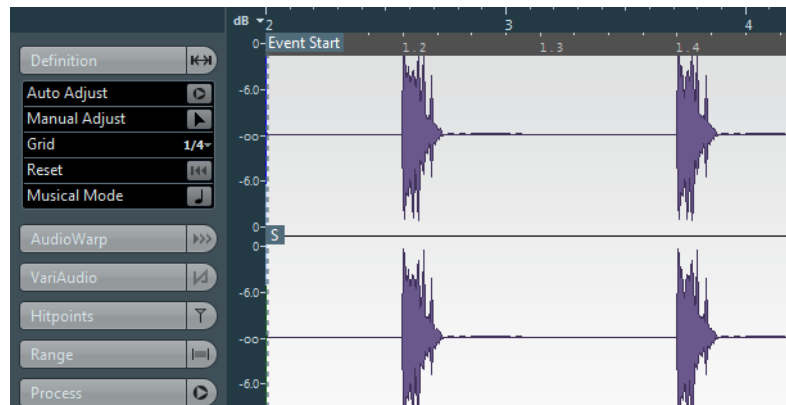 dB 2 3 4
0 Event Start 1.2 1.3 1.4
Definition
Auto Adjust
Manual Adjust
Grid 1/4
Reset
Musical Mode
AudioWarp
VariAudio
Hitpoints
Range
Process
-6.0
-oo
-6.0
0
S
0
-6.0
-oo
-6.0